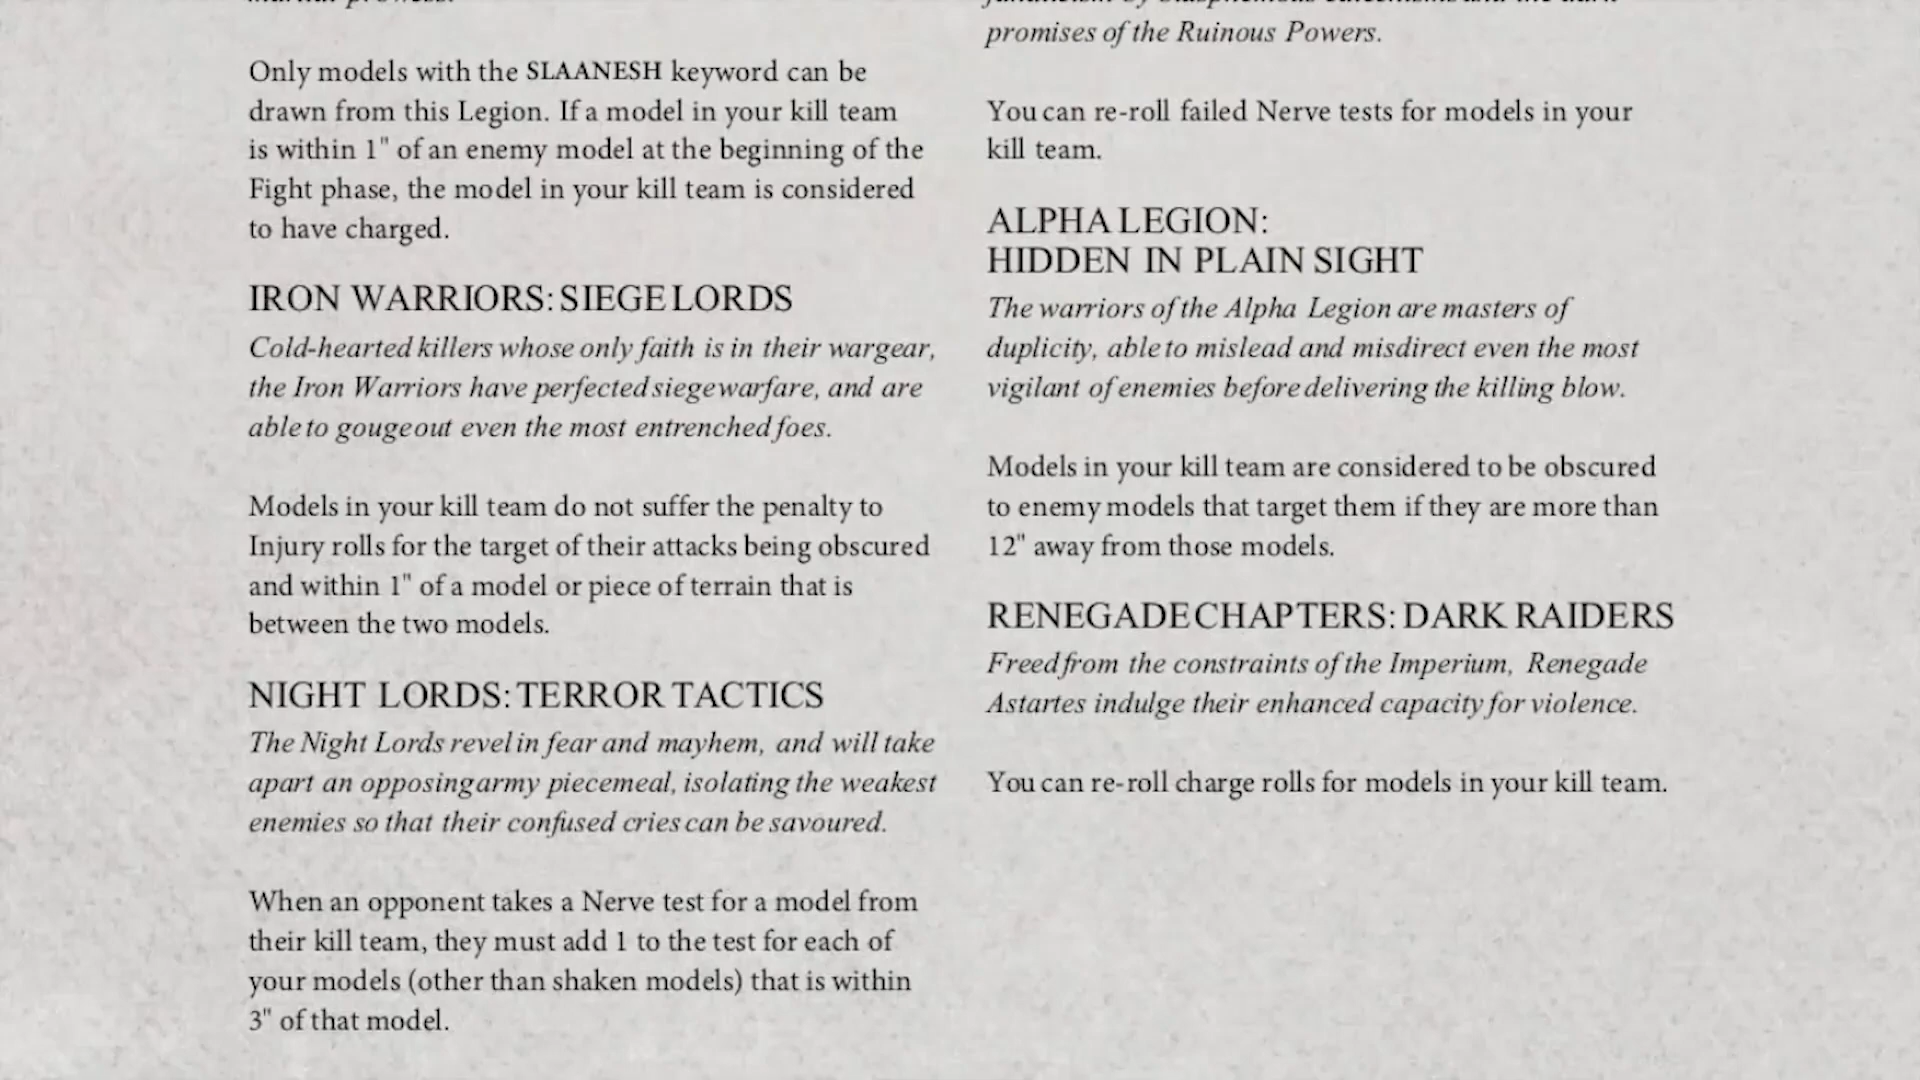 Only models with the SLAANESH keyword can be
drawn from this Legion. If a model in your kill team
is within 1" of an enemy model at the beginning of the
Fight phase, the model in your kill team is considered
to have charged.
IRON WARRIORS: SIEGE LORDS
Cold-hearted killers whose only faith is in their wargear,
the Iron Warriors have perfected siege warfare, and are
able to gouge out even the most entrenched foes.
Models in your kill team do not suffer the penalty to
Injury rolls for the target of their attacks being obscured
and within 1" of a model or piece of terrain that is
between the two models.
NIGHT LORDS: TERROR TACTICS
The Night Lords revel in fear and mayhem, and will take
apart an opposing army piecemeal, isolating the weakest
enemies so that their confused cries can be savoured.
When an opponent takes a Nerve test for a model from
their kill team, they must add 1 to the test for each of
your models (other than shaken models) that is within
3" of that model.
promises of the Ruinous Powers.
You can re-roll failed Nerve tests for models in your
kill team.
ALPHA LEGION:
HIDDEN IN PLAIN SIGHT
The warriors of the Alpha Legion are masters of
duplicity, able to mislead and misdirect even the most
vigilant of enemies before delivering the killing blow.
Models in your kill team are considered to be obscured
to enemy models that target them if they are more than
12" away from those models.
RENEGADE CHAPTERS: DARK RAIDERS
Freed from the constraints of the Imperium, Renegade
Astartes indulge their enhanced capacity for violence.
You can re-roll charge rolls for models in your kill team.